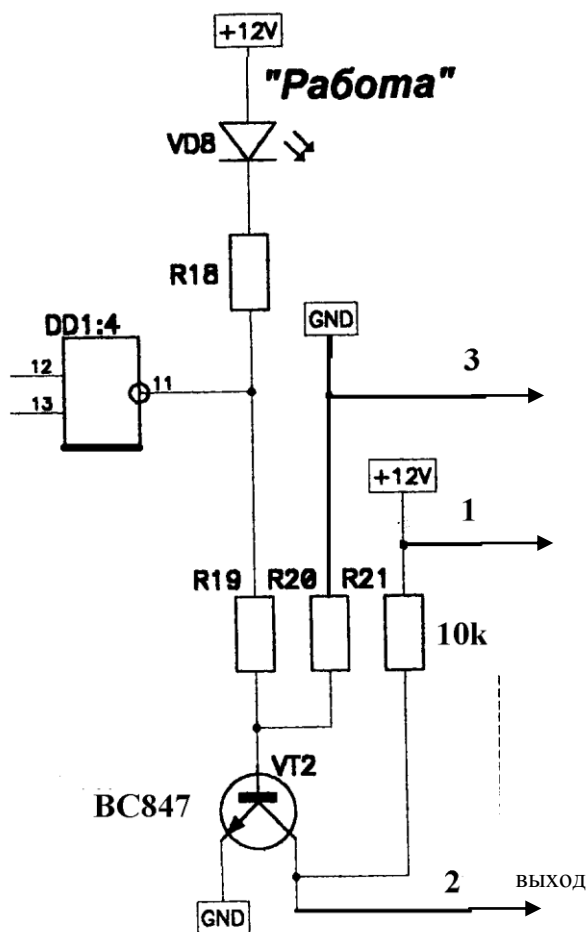 +12V
"Работа"
VD8
R18
DD1:4
12
13
11
GND
3
+12V
1
R19
R20
R21
10k
VT2
BC847
GND
2
выход